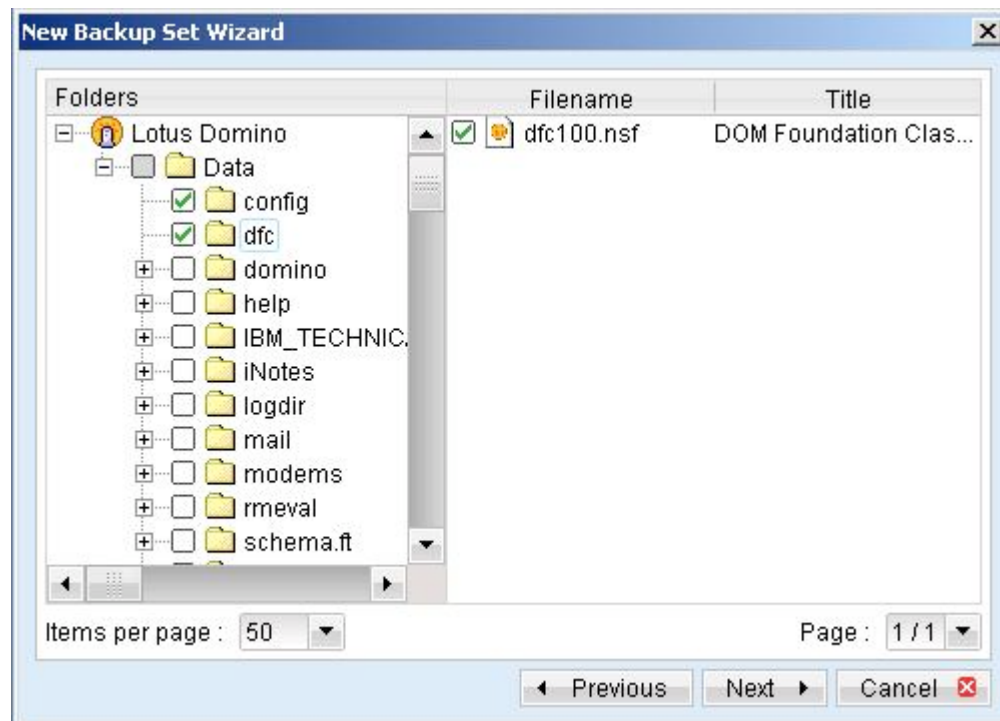 New Backup Set Wizard
Folders Filename Title
Lotus Domino dfc100.nsf DOM Foundation Clas...
Data
config
dfc
domino
help
IBM_TECHNIC
iNotes
logdir
mail
modems
rmeval
schema.ft
Items per page : 50 Page : 1 / 1
Previous Next Cancel